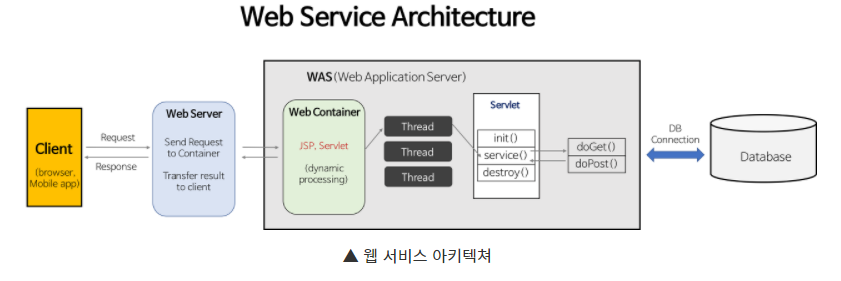 Web Service Architecture
WAS(Web Application Server)
Client
(browser,
Mobile app)
Request
Response
Web Server
Send Request
to Container
Transfer result
to client
Web Container
JSP, Servlet
(dynamic
processing)
Thread
Thread
Thread
Servlet
init()
service()
destroy()
doGet()
doPost()
DB
Connection
Database
▲ 웹 서비스 아키텍쳐